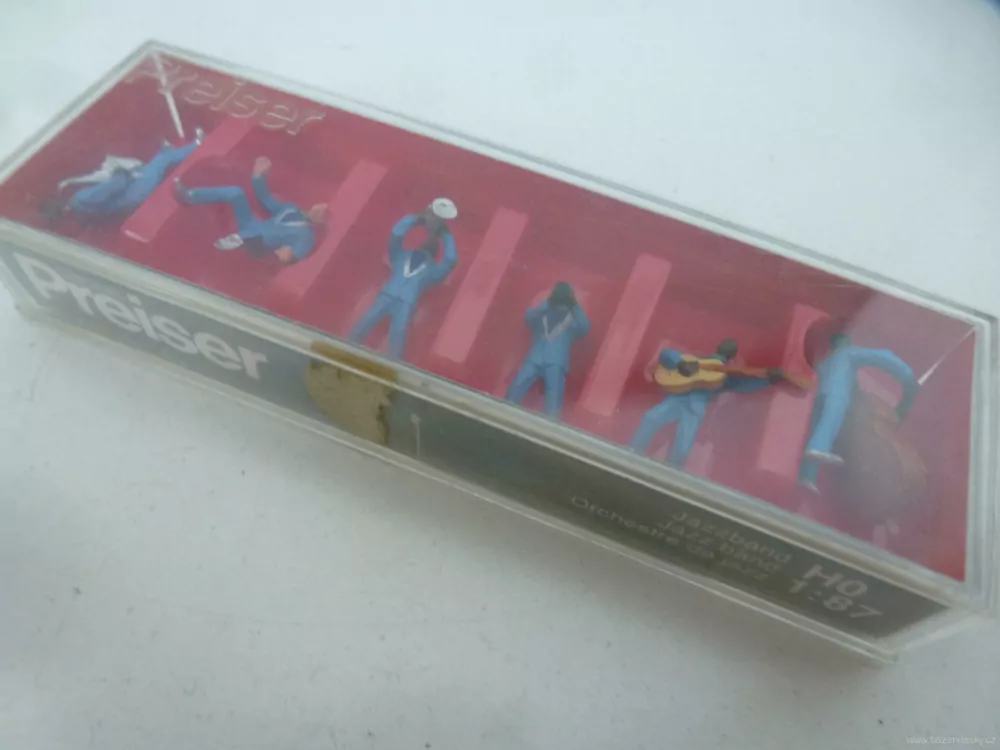 Preiser
Preiser
Jazzband
Jazz band
Orchestre de jazz
H0
1:87